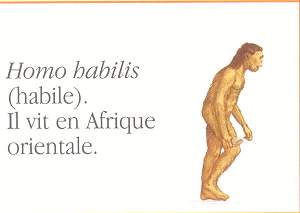 Homo habilis
(habile).
Il vit en Afrique
orientale.